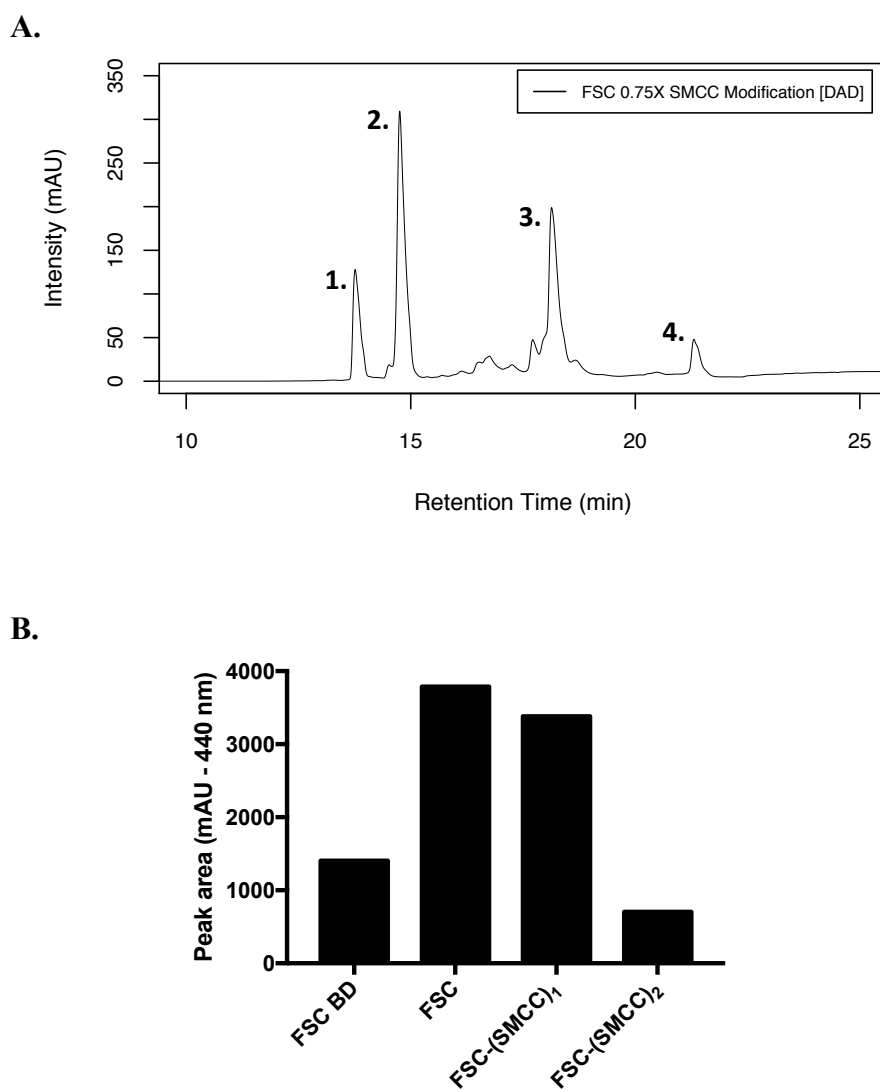 A.
350
250
150
50
0
Intensity (mAU)
FSC 0.75X SMCC Modification [DAD]
1.
2.
3.
4.
10 15 20 25
Retention Time (min)
B.
4000
3000
2000
1000
0
Peak area (mAU - 440 nm)
FSC BD
FSC
FSC-(SMCC)₁
FSC-(SMCC)₂